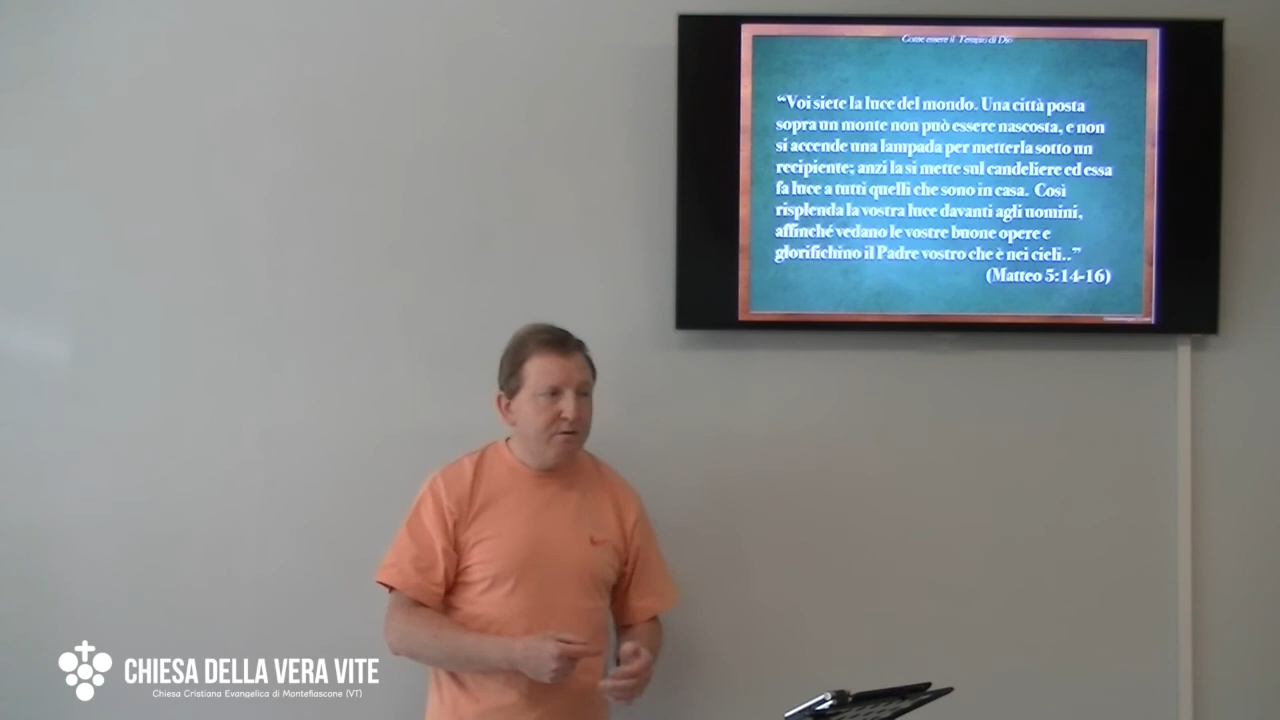 Come essere il Tempio di Dio
“Voi siete la luce del mondo. Una città posta
sopra un monte non può essere nascosta, e non
si accende una lampada per metterla sotto un
recipiente; anzi la si mette sul candeliere ed essa
fa luce a tutti quelli che sono in casa. Così
risplenda la vostra luce davanti agli uomini,
affinché vedano le vostre buone opere e
glorifichino il Padre vostro che è nei cieli..”
(Matteo 5:14-16)
CHIESA DELLA VERA VITE
Chiesa Cristiana Evangelica di Montefiascone (VT)